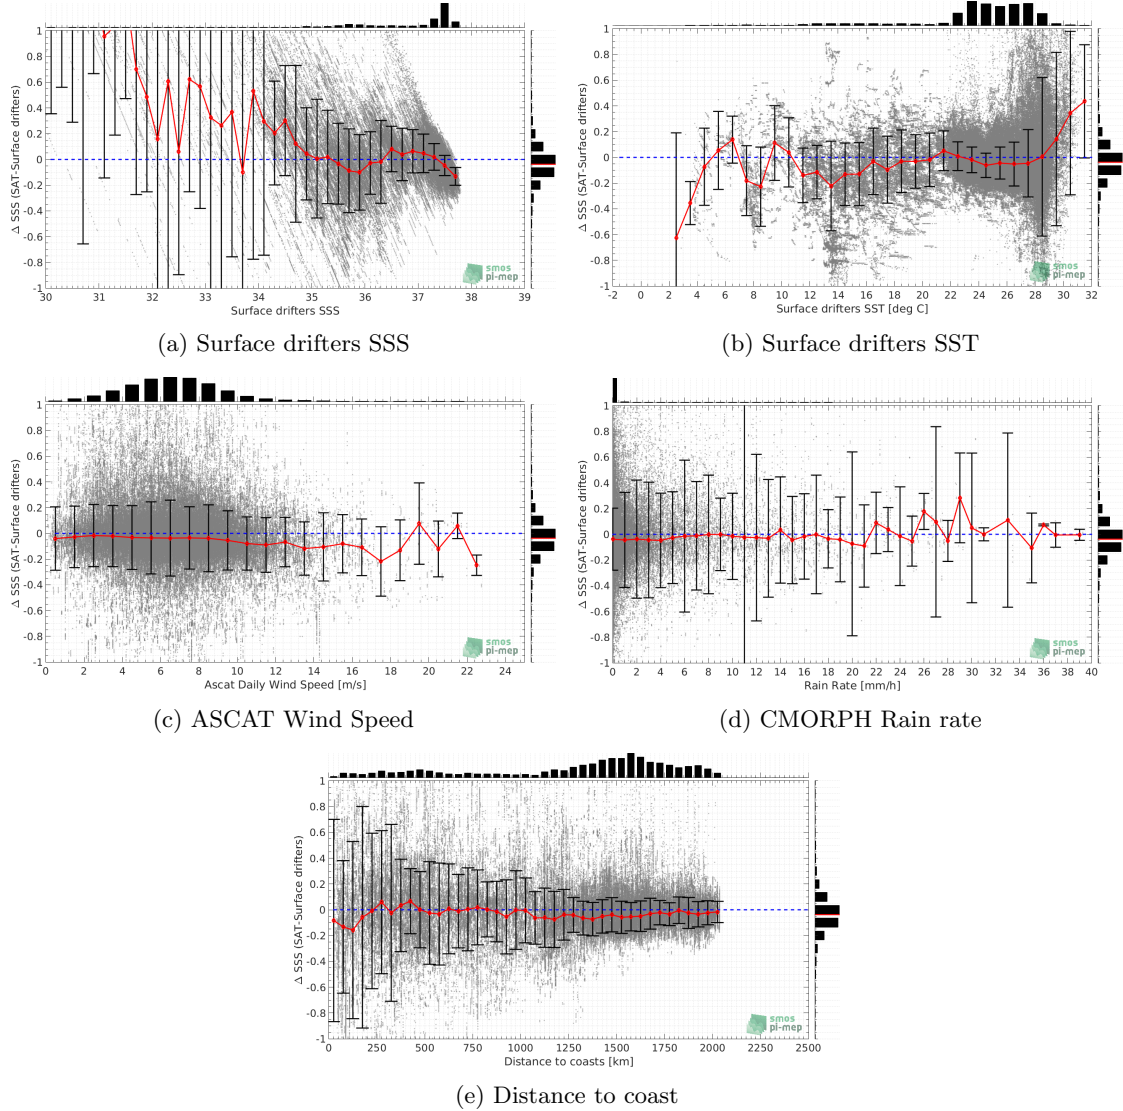 Δ SSS (SAT-Surface drifters)
1
0.8
0.6
0.4
0.2
0
-0.2
-0.4
-0.6
-0.8
-1
30 31 32 33 34 35 36 37 38 39
Surface drifters SSS
smos
pi-mep
(a) Surface drifters SSS
Δ SSS (SAT-Surface drifters)
1
0.8
0.6
0.4
0.2
0
-0.2
-0.4
-0.6
-0.8
-1
-2 0 2 4 6 8 10 12 14 16 18 20 22 24 26 28 30 32
Surface drifters SST [deg C]
smos
pi-mep
(b) Surface drifters SST
Δ SSS (SAT-Surface drifters)
1
0.8
0.6
0.4
0.2
0
-0.2
-0.4
-0.6
-0.8
-1
0 2 4 6 8 10 12 14 16 18 20 22 24
Ascat Daily Wind Speed [m/s]
smos
pi-mep
(c) ASCAT Wind Speed
Δ SSS (SAT-Surface drifters)
1
0.8
0.6
0.4
0.2
0
-0.2
-0.4
-0.6
-0.8
-1
0 2 4 6 8 10 12 14 16 18 20 22 24 26 28 30 32 34 36 38 40
Rain Rate [mm/h]
smos
pi-mep
(d) CMORPH Rain rate
Δ SSS (SAT-Surface drifters)
1
0.8
0.6
0.4
0.2
0
-0.2
-0.4
-0.6
-0.8
-1
0 250 500 750 1000 1250 1500 1750 2000 2250 2500
Distance to coasts [km]
smos
pi-mep
(e) Distance to coast